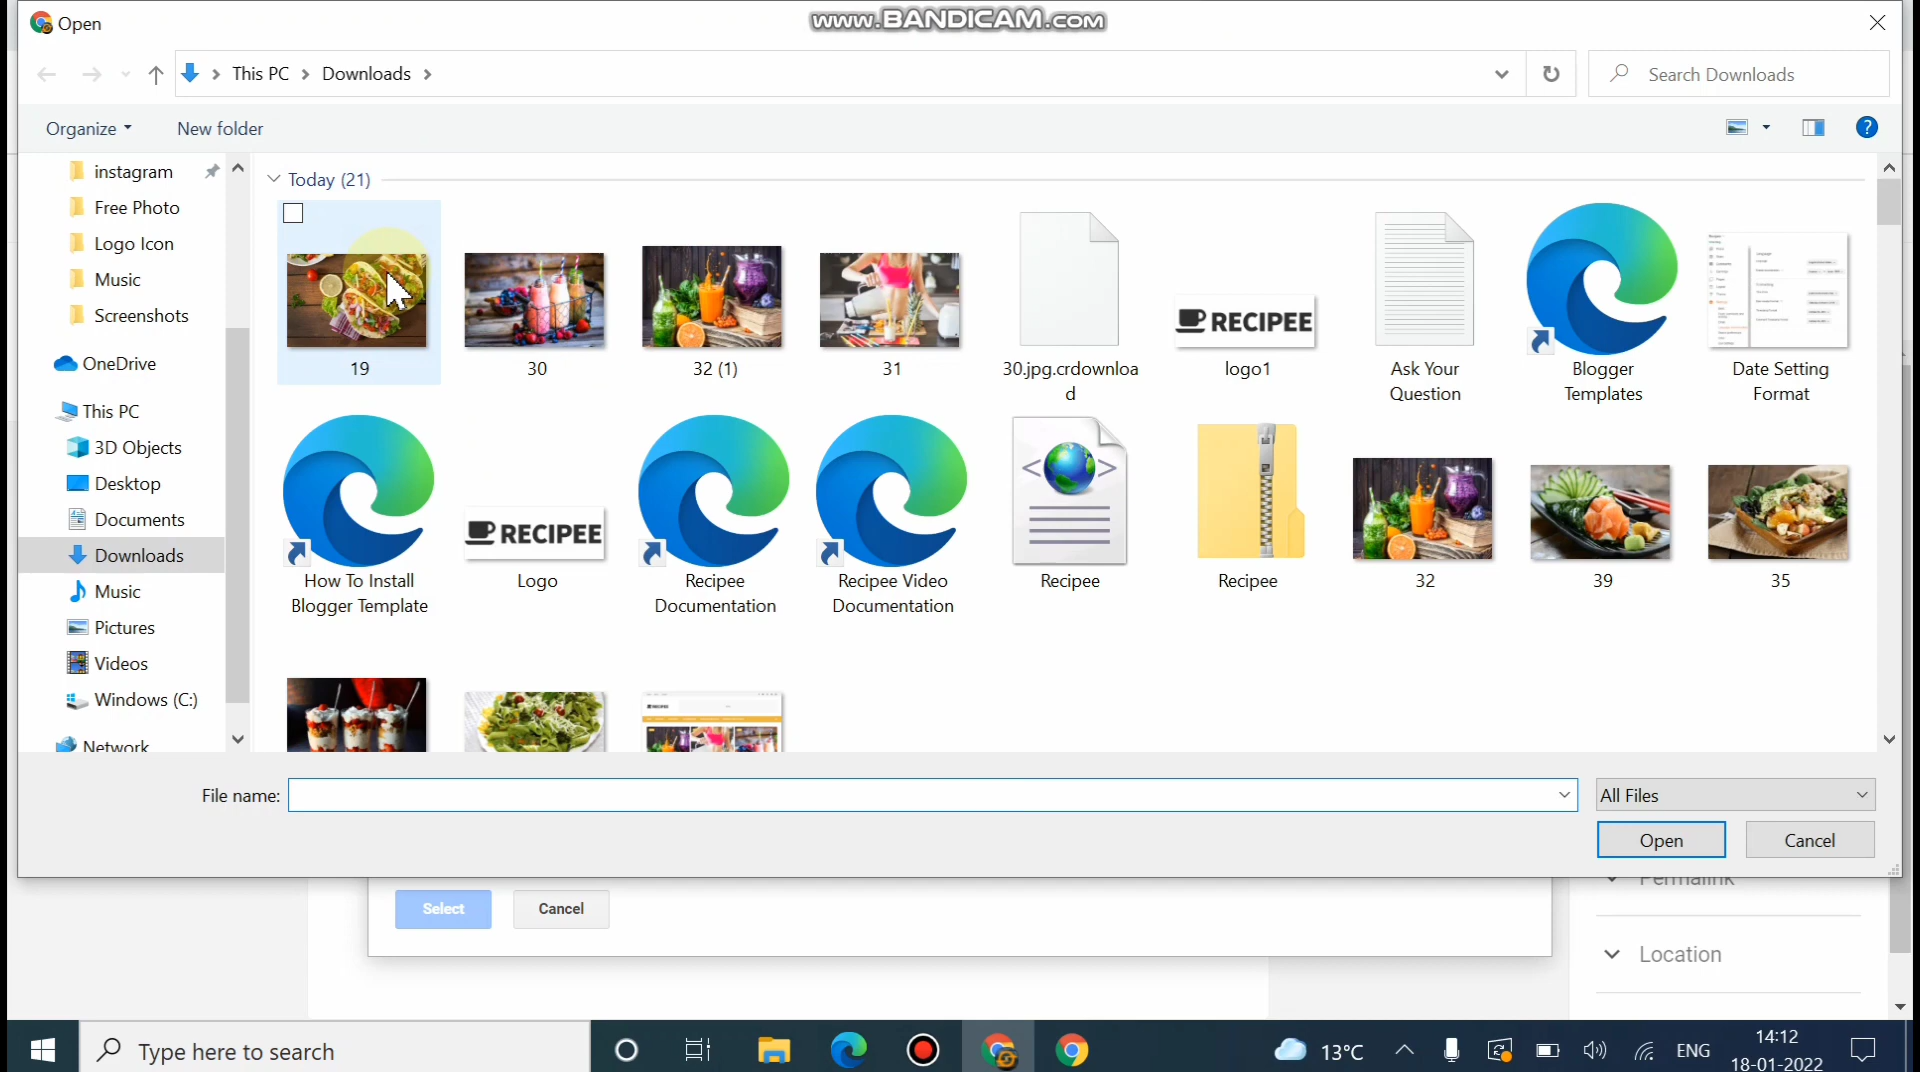 Open
www.BANDICAM.com
This PC
Downloads
Search Downloads
Organize
New folder
?
instagram
Free Photo
Logo Icon
Music
Screenshots
OneDrive
This PC
3D Objects
Desktop
Documents
Downloads
Music
Pictures
Videos
Windows (C:)
Network
Today (21)
19
30
32 (1)
31
30.jpg.crdownloa
d
RECIPEE
logo1
Ask Your
Question
Blogger
Templates
Date Setting
Format
How To Install
Blogger Template
RECIPEE
Logo
Recipee
Documentation
Recipee Video
Documentation
Recipee
Recipee
32
39
35
RECIPEE
File name:
All Files
Open
Cancel
Select
Cancel
Permalink
Location
Type here to search
13°C
ENG
14:12
18-01-2022